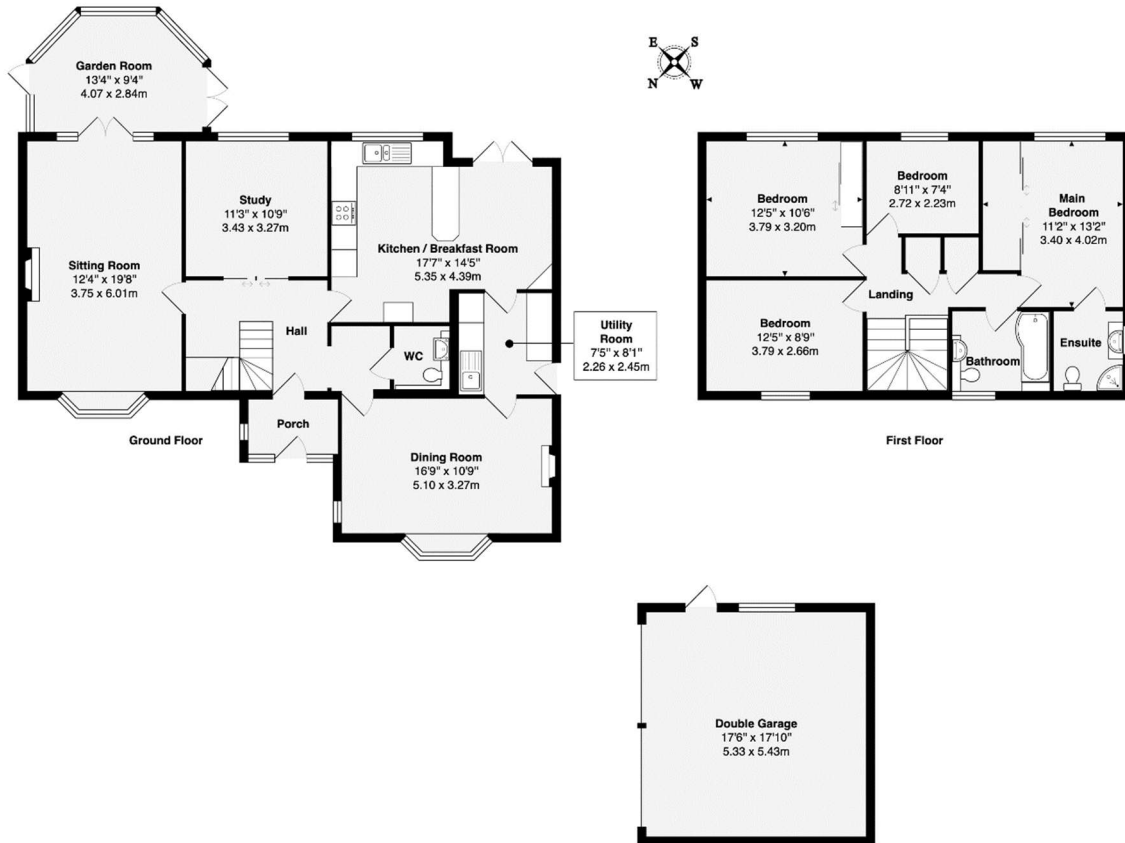 Garden Room
13'4" x 9'4"
4.07 x 2.84m
E S
N W
Study
11'3" x 10'9"
3.43 x 3.27m
Sitting Room
12'4" x 19'8"
3.75 x 6.01m
Kitchen / Breakfast Room
17'7" x 14'5"
5.35 x 4.39m
Hall
WC
Utility
Room
7'5" x 8'1"
2.26 x 2.45m
Porch
Dining Room
16'9" x 10'9"
5.10 x 3.27m
Ground Floor
Bedroom
12'5" x 10'6"
3.79 x 3.20m
Bedroom
8'11" x 7'4"
2.72 x 2.23m
Main
Bedroom
11'2" x 13'2"
3.40 x 4.02m
Landing
Bedroom
12'5" x 8'9"
3.79 x 2.66m
Bathroom
Ensuite
First Floor
Double Garage
17'6" x 17'10"
5.33 x 5.43m